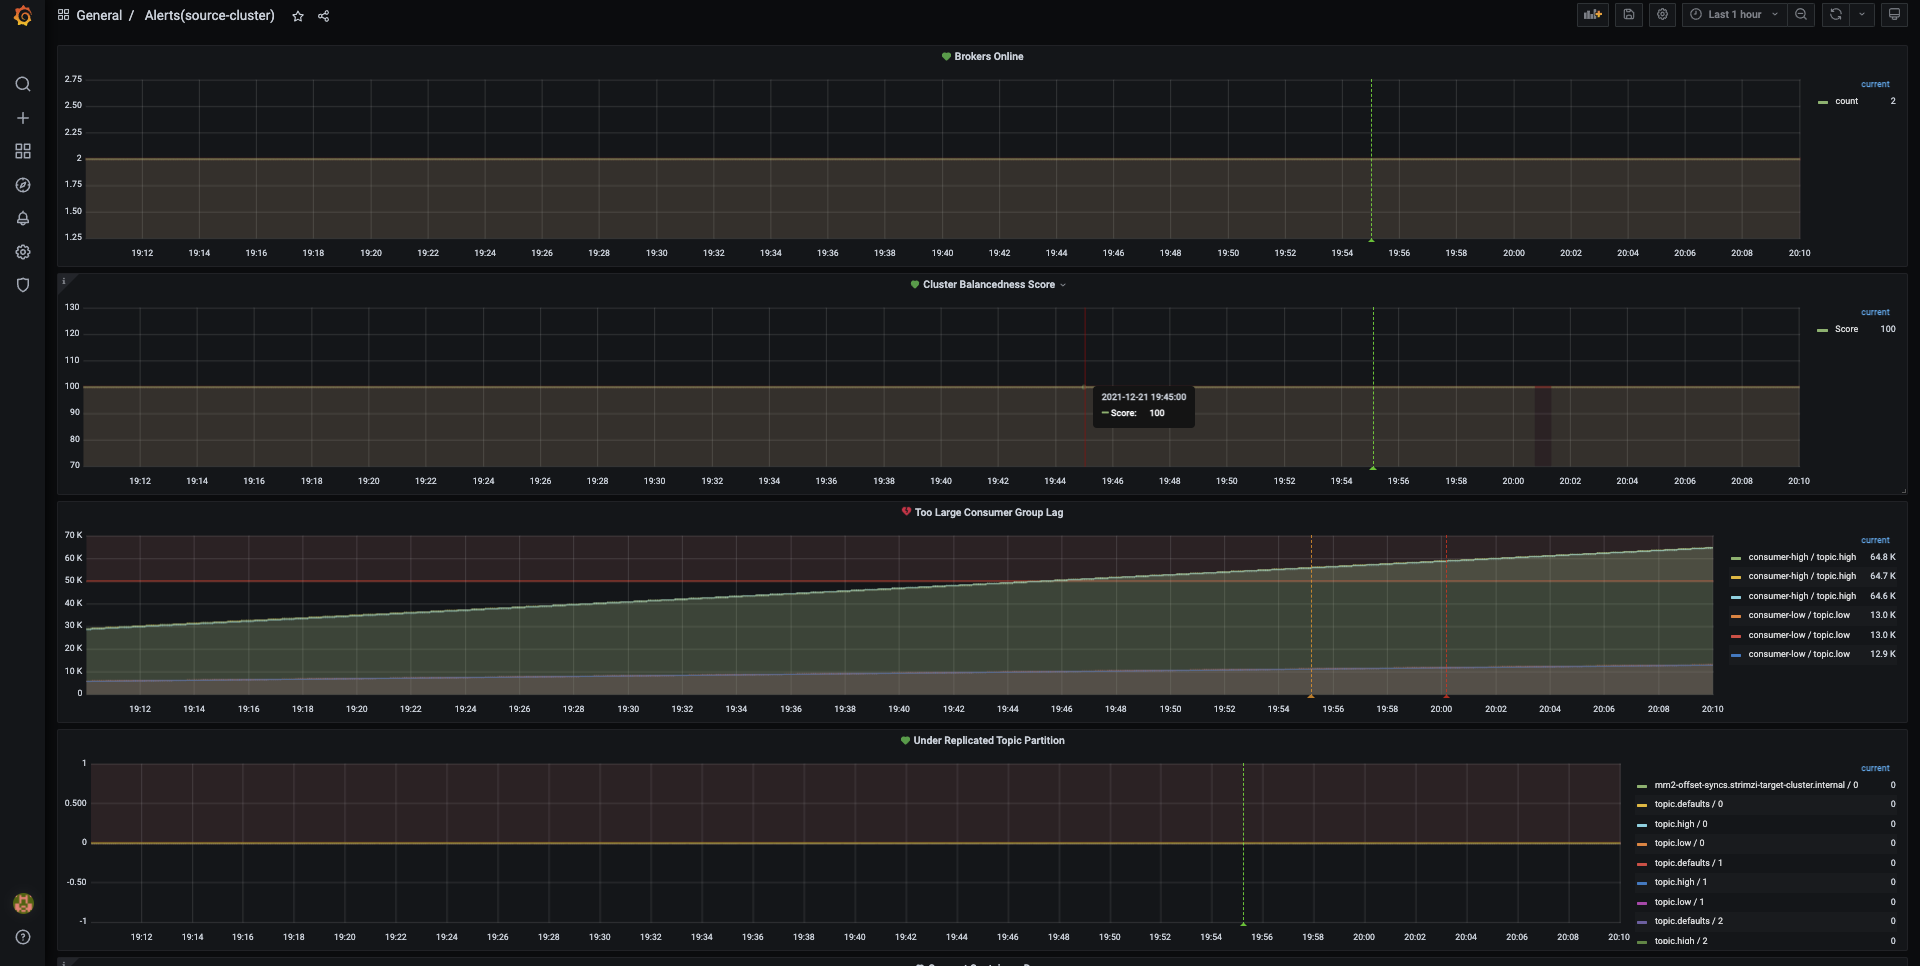 General / Alerts(source-cluster)
Last 1 hour
Brokers Online
2.75
2.50
2.25
2
1.75
1.50
1.25
19:12 19:14 19:16 19:18 19:20 19:22 19:24 19:26 19:28 19:30 19:32 19:34 19:36 19:38 19:40 19:42 19:44 19:46 19:48 19:50 19:52 19:54 19:56 19:58 20:00 20:02 20:04 20:06 20:08 20:10
current
count 2
Cluster Balancedness Score
130
120
110
100
90
80
70
2021-12-21 19:45:00
Score: 100
19:12 19:14 19:16 19:18 19:20 19:22 19:24 19:26 19:28 19:30 19:32 19:34 19:36 19:38 19:40 19:42 19:44 19:46 19:48 19:50 19:52 19:54 19:56 19:58 20:00 20:02 20:04 20:06 20:08 20:10
current
Score 100
Too Large Consumer Group Lag
70 K
60 K
50 K
40 K
30 K
20 K
10 K
0
19:12 19:14 19:16 19:18 19:20 19:22 19:24 19:26 19:28 19:30 19:32 19:34 19:36 19:38 19:40 19:42 19:44 19:46 19:48 19:50 19:52 19:54 19:56 19:58 20:00 20:02 20:04 20:06 20:08 20:10
current
consumer-high / topic.high 64.8 K
consumer-high / topic.high 64.7 K
consumer-high / topic.high 64.6 K
consumer-low / topic.low 13.0 K
consumer-low / topic.low 13.0 K
consumer-low / topic.low 12.9 K
Under Replicated Topic Partition
1
0.500
0
-0.50
-1
19:12 19:14 19:16 19:18 19:20 19:22 19:24 19:26 19:28 19:30 19:32 19:34 19:36 19:38 19:40 19:42 19:44 19:46 19:48 19:50 19:52 19:54 19:56 19:58 20:00 20:02 20:04 20:06 20:08 20:10
current
mm2-offset-syncs.strimzi-target-cluster.internal / 0 0
topic.defaults / 0 0
topic.high / 0 0
topic.low / 0 0
topic.defaults / 1 0
topic.high / 1 0
topic.low / 1 0
topic.defaults / 2 0
topic.high / 2 0